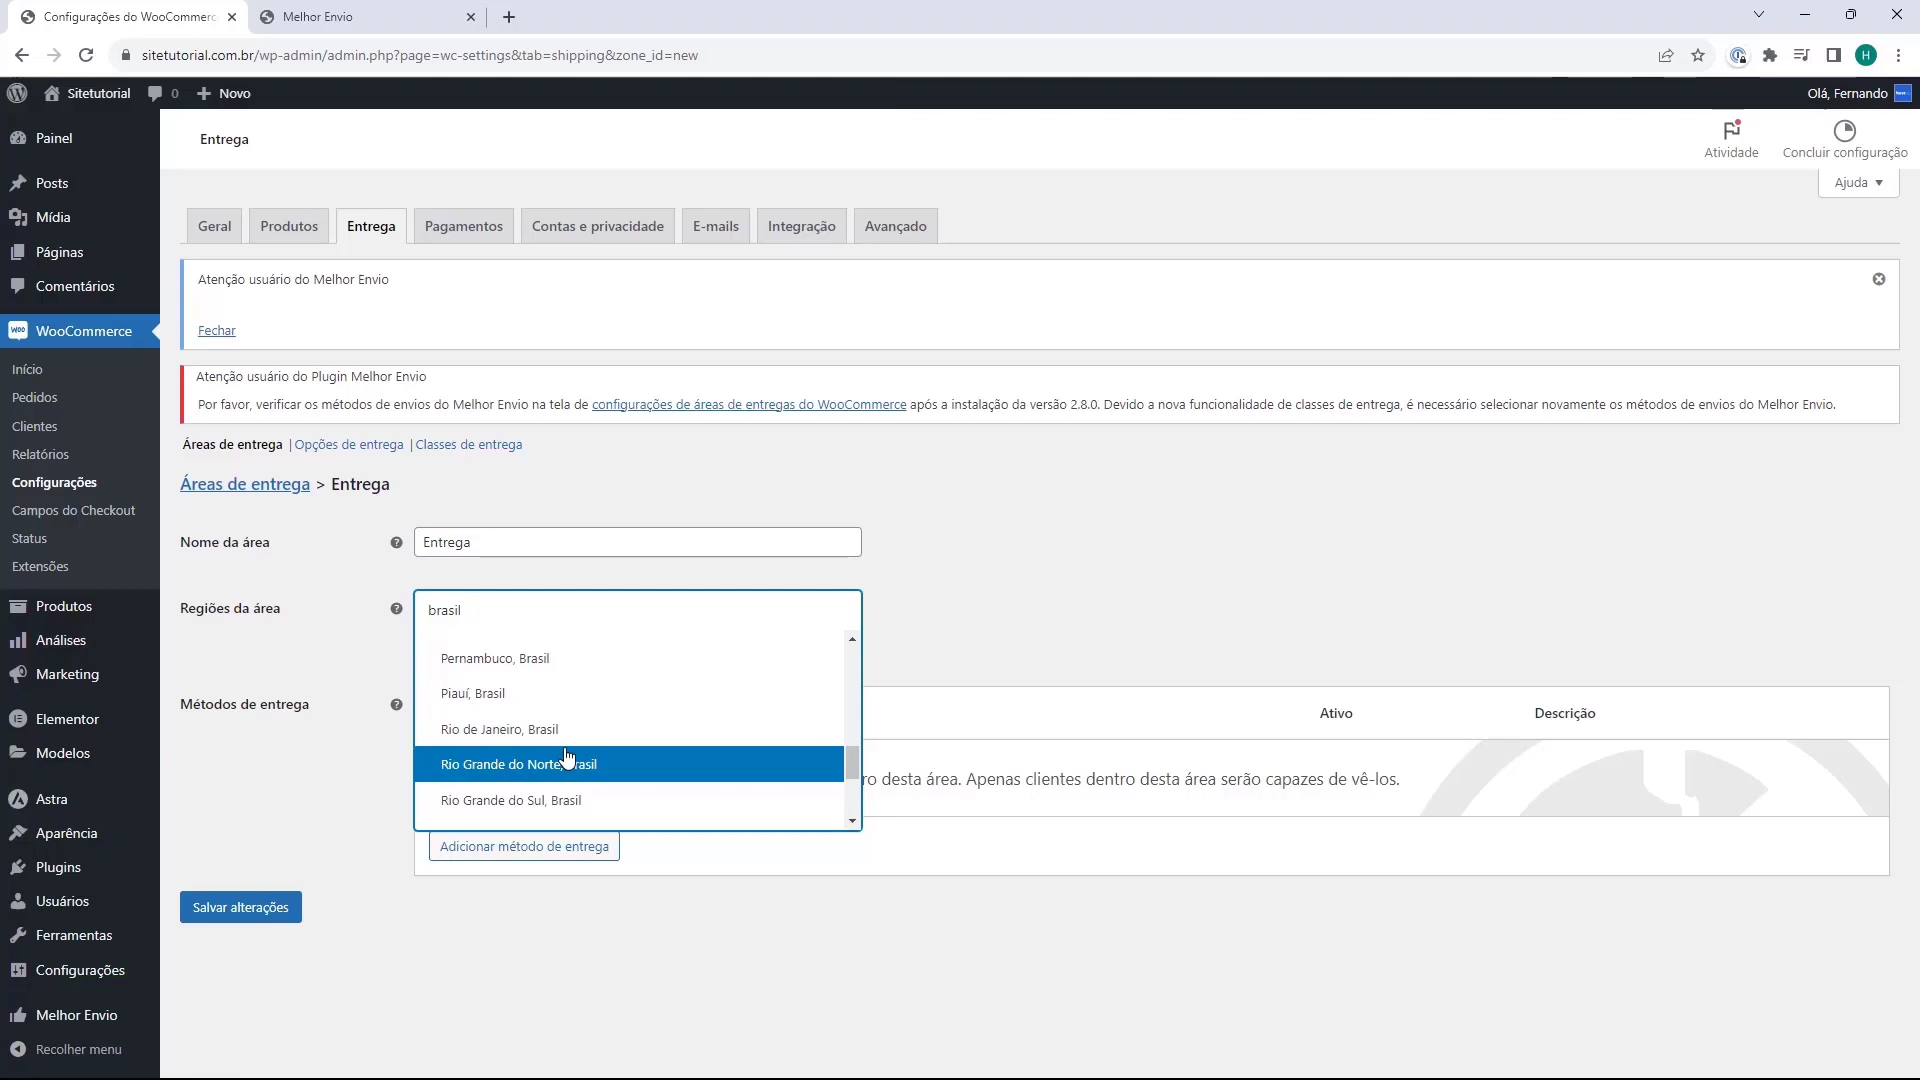 Configurações do WooCommerc
Melhor Envio
sitetutorial.com.br/wp-admin/admin.php?page=wc-settings&tab=shipping&zone_id=new
H
Sitetutorial
0
Novo
Olá, Fernando
Painel
Posts
Mídia
Páginas
Comentários
WooCommerce
Início
Pedidos
Clientes
Relatórios
Configurações
Campos do Checkout
Status
Extensões
Produtos
Análises
Marketing
Elementor
Modelos
Astra
Aparência
Plugins
Usuários
Ferramentas
Configurações
Melhor Envio
Recolher menu
Entrega
Atividade
Concluir configuração
Ajuda
Geral
Produtos
Entrega
Pagamentos
Contas e privacidade
E-mails
Integração
Avançado
Atenção usuário do Melhor Envio
Fechar
Atenção usuário do Plugin Melhor Envio
Por favor, verificar os métodos de envios do Melhor Envio na tela de configurações de áreas de entregas do WooCommerce após a instalação da versão 2.8.0. Devido a nova funcionalidade de classes de entrega, é necessário selecionar novamente os métodos de envios do Melhor Envio.
Áreas de entrega | Opções de entrega | Classes de entrega
Áreas de entrega > Entrega
Nome da área
Entrega
Regiões da área
brasil
Pernambuco, Brasil
Piauí, Brasil
Rio de Janeiro, Brasil
Rio Grande do Norte, Brasil
Rio Grande do Sul, Brasil
Métodos de entrega
Ativo
Descrição
ro desta área. Apenas clientes dentro desta área serão capazes de vê-los.
Adicionar método de entrega
Salvar alterações